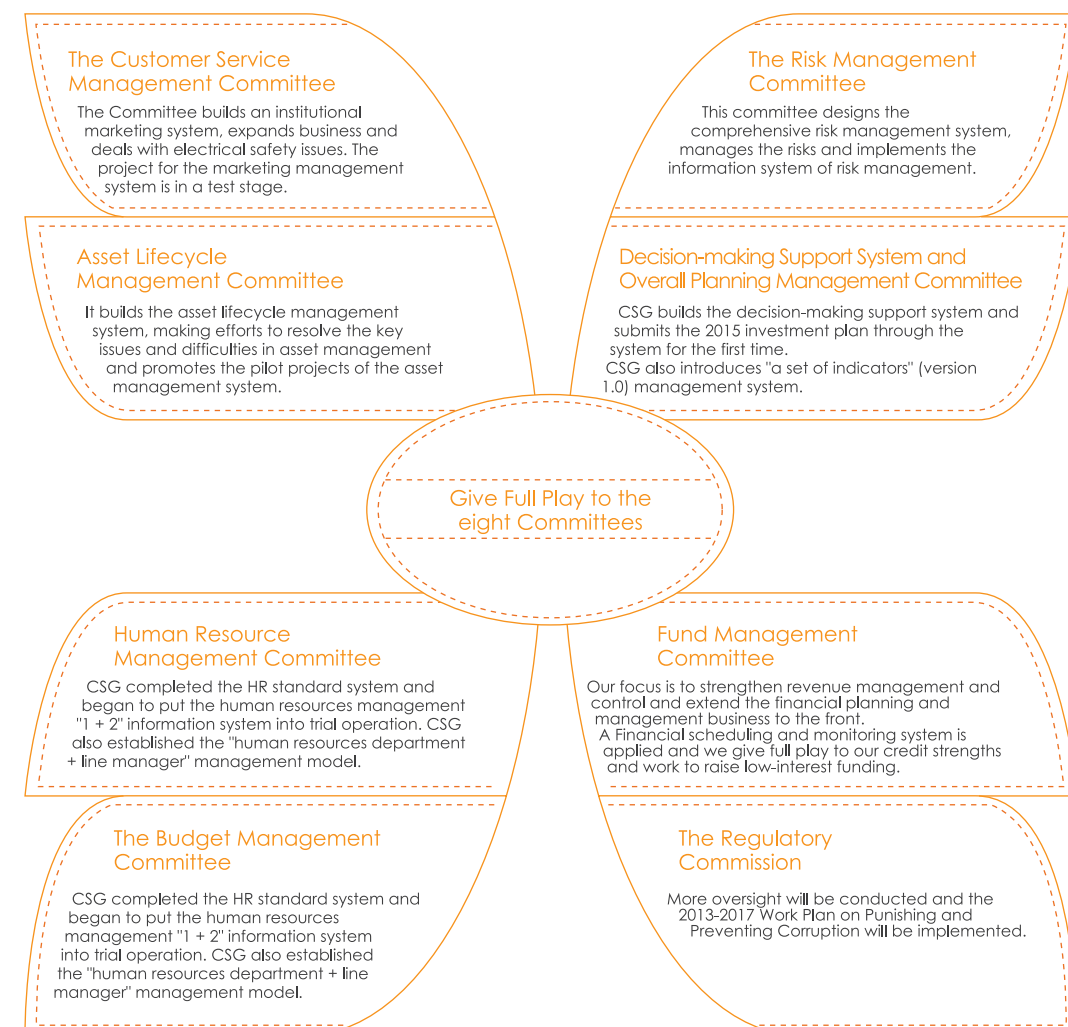 The Customer Service
Management Committee
The Committee builds an institutional
marketing system, expands business and
deals with electrical safety issues. The
project for the marketing management
system is in a test stage.
The Risk Management
Committee
This committee designs the
comprehensive risk management system,
manages the risks and implements the
information system of risk management.
Asset Lifecycle
Management Committee
It builds the asset lifecycle management
system, making efforts to resolve the key
issues and difficulties in asset management
and promotes the pilot projects of the asset
management system.
Decision-making Support System and
Overall Planning Management Committee
CSG builds the decision-making support system and
submits the 2015 investment plan through the
system for the first time.
CSG also introduces "a set of indicators" (version
1.0) management system.
Give Full Play to the
eight Committees
Human Resource
Management Committee
CSG completed the HR standard system and
began to put the human resources management
"1 + 2" information system into trial operation. CSG
also established the "human resources department
+ line manager" management model.
Fund Management
Committee
Our focus is to strengthen revenue management and
control and extend the financial planning and
management business to the front.
A Financial scheduling and monitoring system is
applied and we give full play to our credit strengths
and work to raise low-interest funding.
The Budget Management
Committee
CSG completed the HR standard system and
began to put the human resources
management "1 + 2" information system
into trial operation. CSG also established
the "human resources department + line
manager" management model.
The Regulatory
Commission
More oversight will be conducted and the
2013-2017 Work Plan on Punishing and
Preventing Corruption will be implemented.